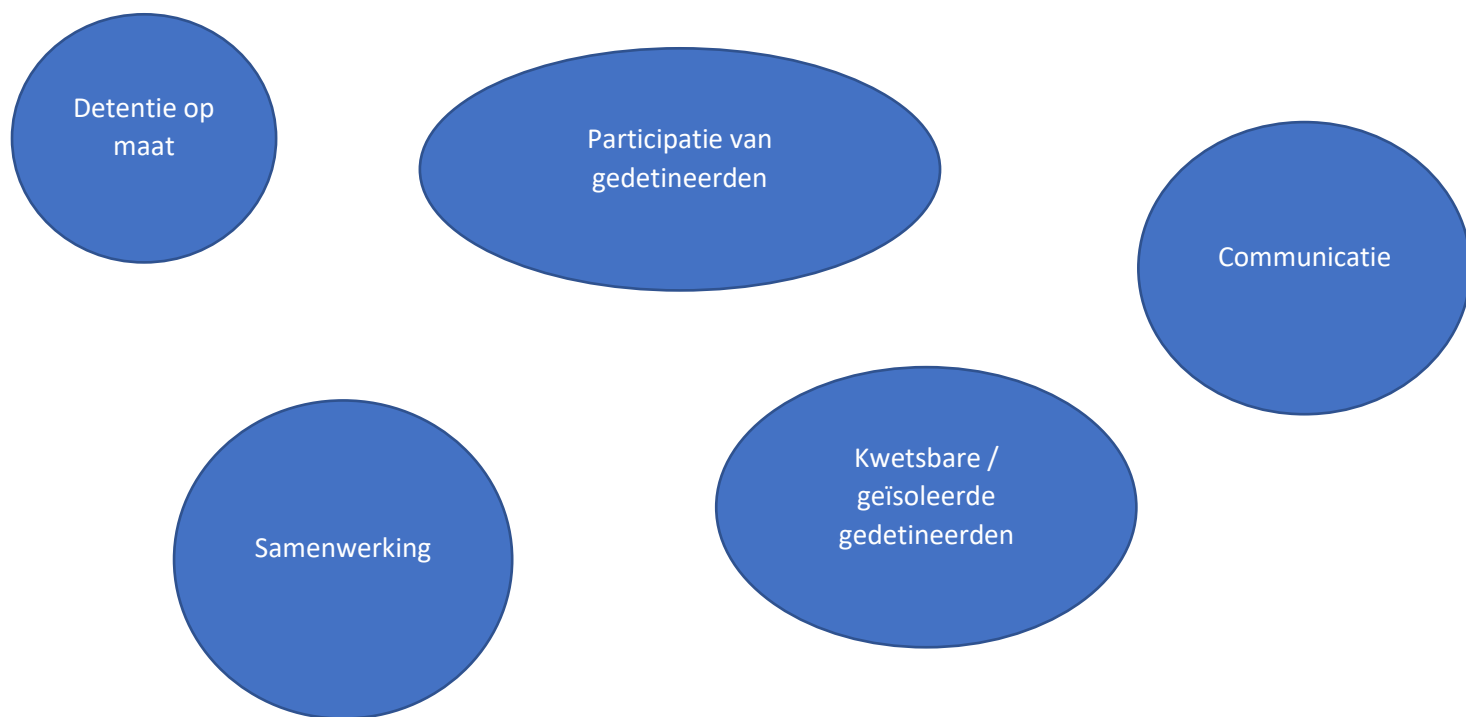 Detentie op
maat
Participatie van
gedetineerden
Communicatie
Kwetsbare /
geïsoleerde
gedetineerden
Samenwerking